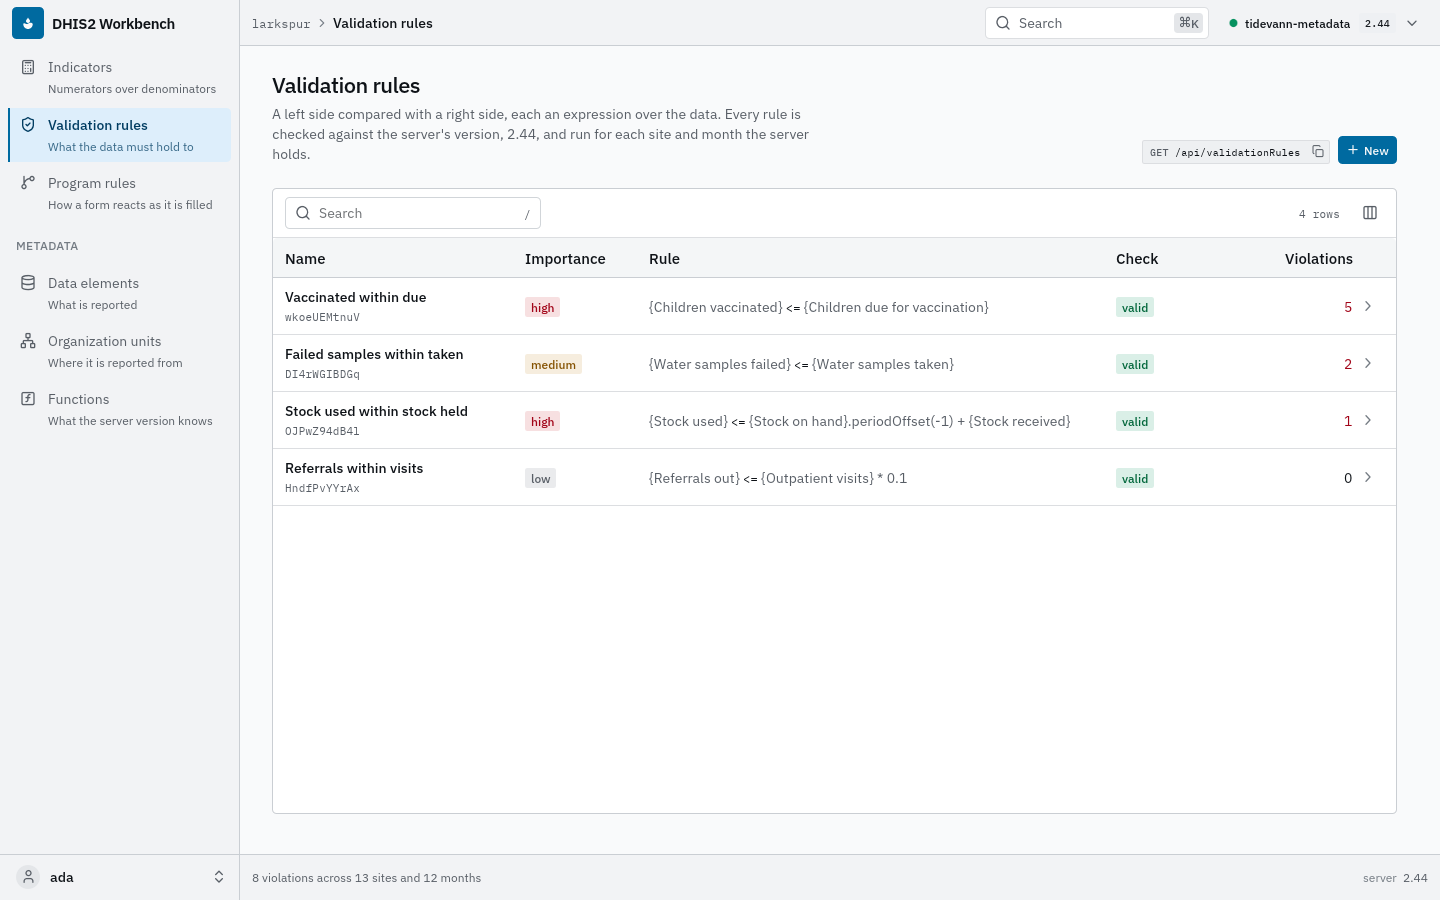 DHIS2 Workbench
larkspur > Validation rules
Search ⌘K
tidevann-metadata 2.44
Indicators
Numerators over denominators
Validation rules
What the data must hold to
Program rules
How a form reacts as it is filled
METADATA
Data elements
What is reported
Organization units
Where it is reported from
Functions
What the server version knows
Validation rules
A left side compared with a right side, each an expression over the data. Every rule is
checked against the server's version, 2.44, and run for each site and month the server
holds.
GET /api/validationRules
+ New
Search /
4 rows
Name Importance Rule Check Violations
Vaccinated within due
wkoeUEMtnuV
high {Children vaccinated} <= {Children due for vaccination} valid 5
Failed samples within taken
DI4rWGIBDGq
medium {Water samples failed} <= {Water samples taken} valid 2
Stock used within stock held
OJPwZ94dB4l
high {Stock used} <= {Stock on hand}.periodOffset(-1) + {Stock received} valid 1
Referrals within visits
HndfPvYYrAx
low {Referrals out} <= {Outpatient visits} * 0.1 valid 0
ada
8 violations across 13 sites and 12 months
server 2.44